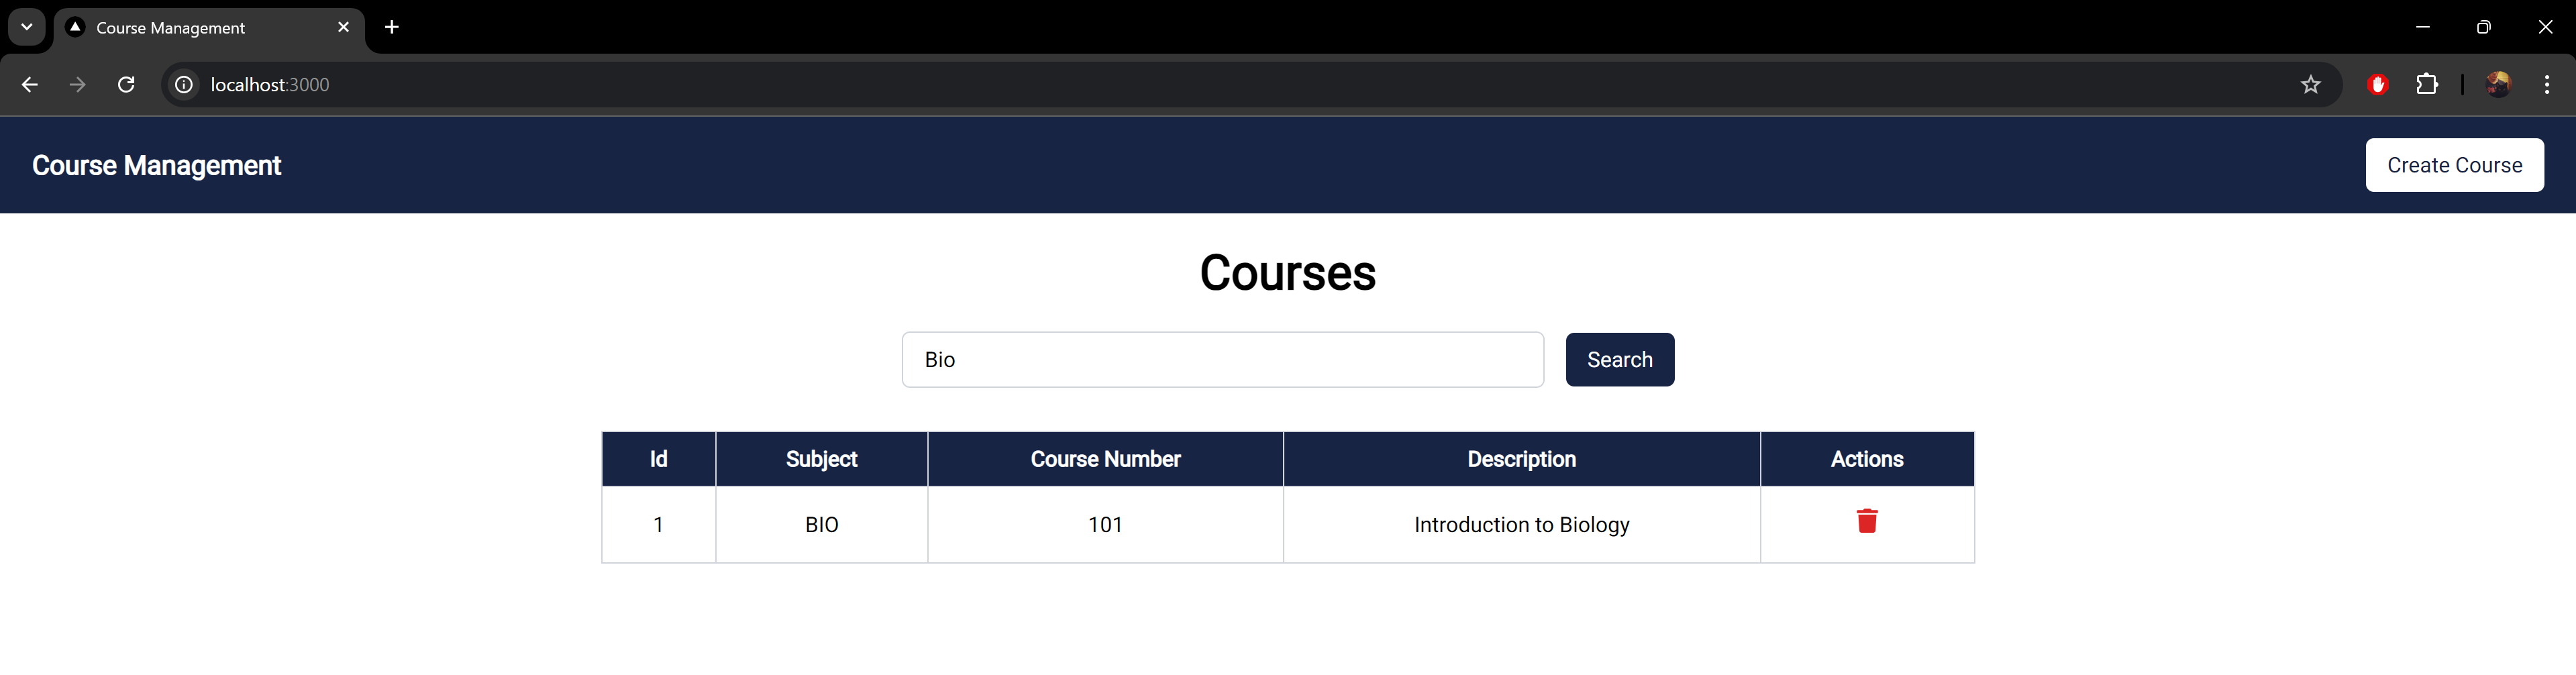 Course Management
localhost:3000
Course Management
Create Course
Courses
Bio
Search
Id Subject Course Number Description Actions
1 BIO 101 Introduction to Biology